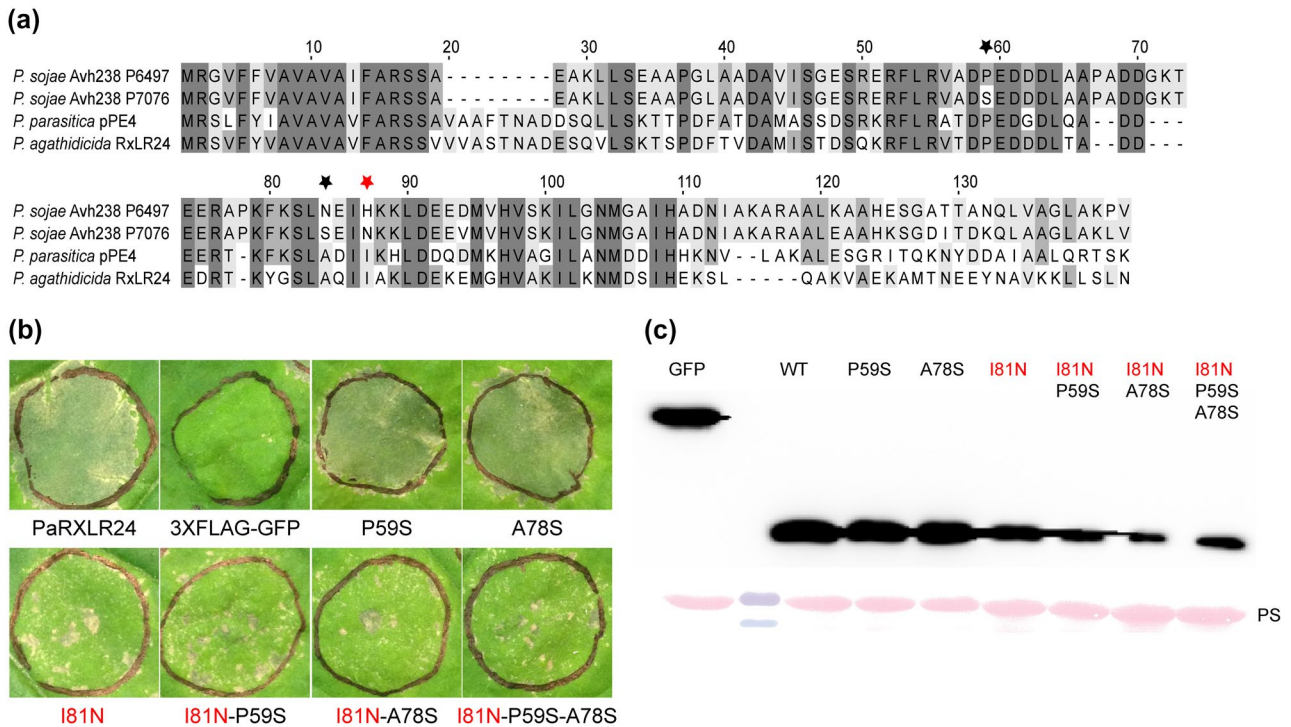 (a)
10 20 30 40 50 60 70
P. sojae Avh238 P6497 MRGVFFVAVAVAIFARSSA--------EAKLLSEAAPGLAADAVISGESRERFLRVADPEDDDLAAPADDGKT
P. sojae Avh238 P7076 MRGVFFVAVAVAIFARSSA--------EAKLLSEAAPGLAADAVISGESRERFLRVADSEDDDLAAPADDGKT
P. parasitica pPE4 MRSLFYIAVAVAVFARSSAVAAFTNADDSQLLSKTTPDFATDAMASSDSRKRFLRATDPEDGDLQA--DD---
P. agathidicida RxLR24 MRSVFYVAVAVAVFARSSVVVASTNADESQVLSKTSPDFTVDAMISTDSQKRFLRVTDPEDDDLTA--DD---
80 90 100 110 120 130
P. sojae Avh238 P6497 EERAPKFKSLNEIHKKLDEEDMVHVSKILGNMGAIHADNIAKARAALKAAHESGATTANQLVAGLAKPV
P. sojae Avh238 P7076 EERAPKFKSLSEINKKLDEEVMVHVSKILGNMGAIHADNIAKARAALEAAHKSGDITDKQLAAGLAKLV
P. parasitica pPE4 EERT-KFKSLADIIKHLDDQDMKHVAGILANMDDIHHKNV--LAKALESGRITQKNYDDAIAALQRTSK
P. agathidicida RxLR24 EDRT-KYGSLAQIIAKLDEKEMGHVAKILKNMDSIHEKSL-----QAKVAEKAMTNEEYNAVKKLLSLN
(b)
PaRXLR24 3XFLAG-GFP P59S A78S
I81N I81N-P59S I81N-A78S I81N-P59S-A78S
(c)
GFP WT P59S A78S I81N I81N I81N I81N
P59S A78S P59S
A78S
PS